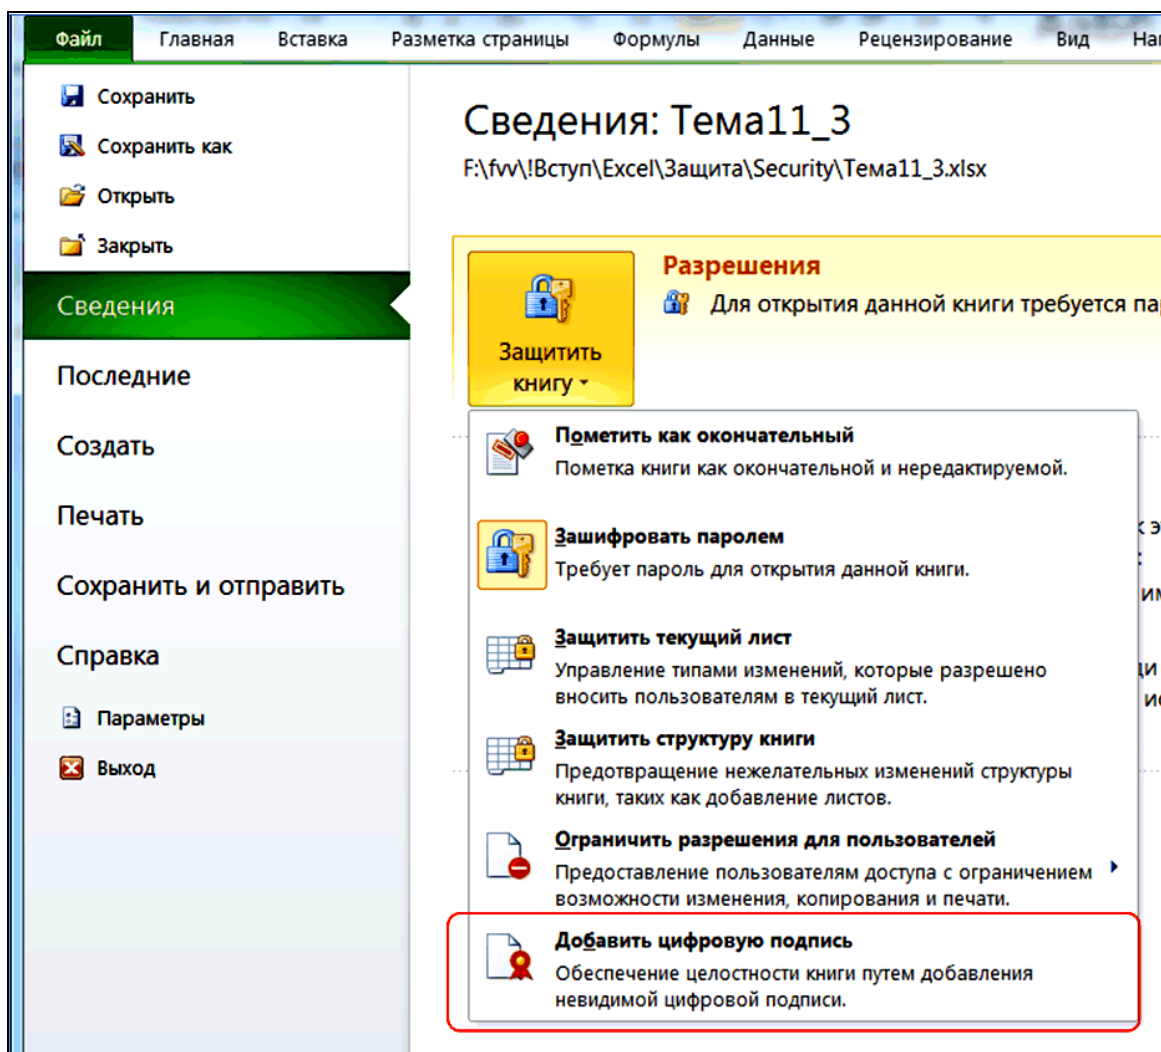 Файл Главная Вставка Разметка страницы Формулы Данные Рецензирование Вид
Сохранить
Сохранить как
Открыть
Закрыть
Сведения
Последние
Создать
Печать
Сохранить и отправить
Справка
Параметры
Выход
Сведения: Тема11_3
F:\fvv\!Вступ\Excel\Защита\Security\Тема11_3.xlsx
Защитить
книгу
Разрешения
Для открытия данной книги требуется
Пометить как окончательный
Пометка книги как окончательной и нередактируемой.
Зашифровать паролем
Требует пароль для открытия данной книги.
Защитить текущий лист
Управление типами изменений, которые разрешено
вносить пользователям в текущий лист.
Защитить структуру книги
Предотвращение нежелательных изменений структуры
книги, таких как добавление листов.
Ограничить разрешения для пользователей
Предоставление пользователям доступа с ограничением
возможности изменения, копирования и печати.
Добавить цифровую подпись
Обеспечение целостности книги путем добавления
невидимой цифровой подписи.